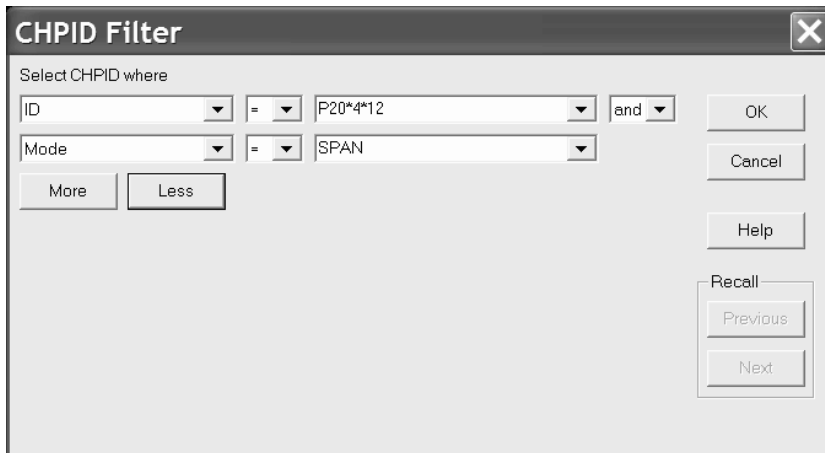 CHPID Filter
Select CHPID where
ID = P20*4*12 and OK
Mode = SPAN Cancel
More Less
Help
Recall
Previous
Next